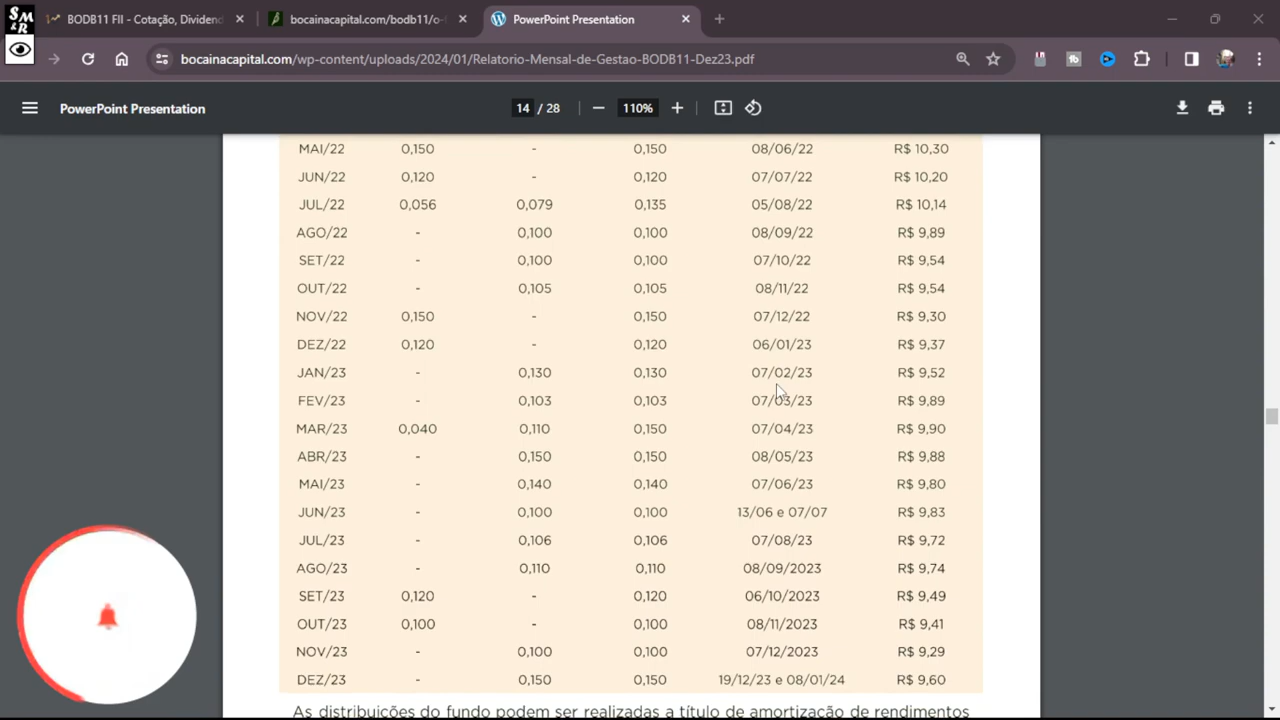 SM
&R
BODB11 FII - Cotação, Dividend
bocainacapital.com/bodb11/o-f
PowerPoint Presentation
bocainacapital.com/wp-content/uploads/2024/01/Relatorio-Mensal-de-Gestao-BODB11-Dez23.pdf
PowerPoint Presentation
14 / 28
110%
MAI/22 0,150 - 0,150 08/06/22 R$ 10,30
JUN/22 0,120 - 0,120 07/07/22 R$ 10,20
JUL/22 0,056 0,079 0,135 05/08/22 R$ 10,14
AGO/22 - 0,100 0,100 08/09/22 R$ 9,89
SET/22 - 0,100 0,100 07/10/22 R$ 9,54
OUT/22 - 0,105 0,105 08/11/22 R$ 9,54
NOV/22 0,150 - 0,150 07/12/22 R$ 9,30
DEZ/22 0,120 - 0,120 06/01/23 R$ 9,37
JAN/23 - 0,130 0,130 07/02/23 R$ 9,52
FEV/23 - 0,103 0,103 07/03/23 R$ 9,89
MAR/23 0,040 0,110 0,150 07/04/23 R$ 9,90
ABR/23 - 0,150 0,150 08/05/23 R$ 9,88
MAI/23 - 0,140 0,140 07/06/23 R$ 9,80
JUN/23 - 0,100 0,100 13/06 e 07/07 R$ 9,83
JUL/23 - 0,106 0,106 07/08/23 R$ 9,72
AGO/23 - 0,110 0,110 08/09/2023 R$ 9,74
SET/23 0,120 - 0,120 06/10/2023 R$ 9,49
OUT/23 0,100 - 0,100 08/11/2023 R$ 9,41
NOV/23 - 0,100 0,100 07/12/2023 R$ 9,29
DEZ/23 - 0,150 0,150 19/12/23 e 08/01/24 R$ 9,60
As distribuições do fundo podem ser realizadas a título de amortização de rendimentos